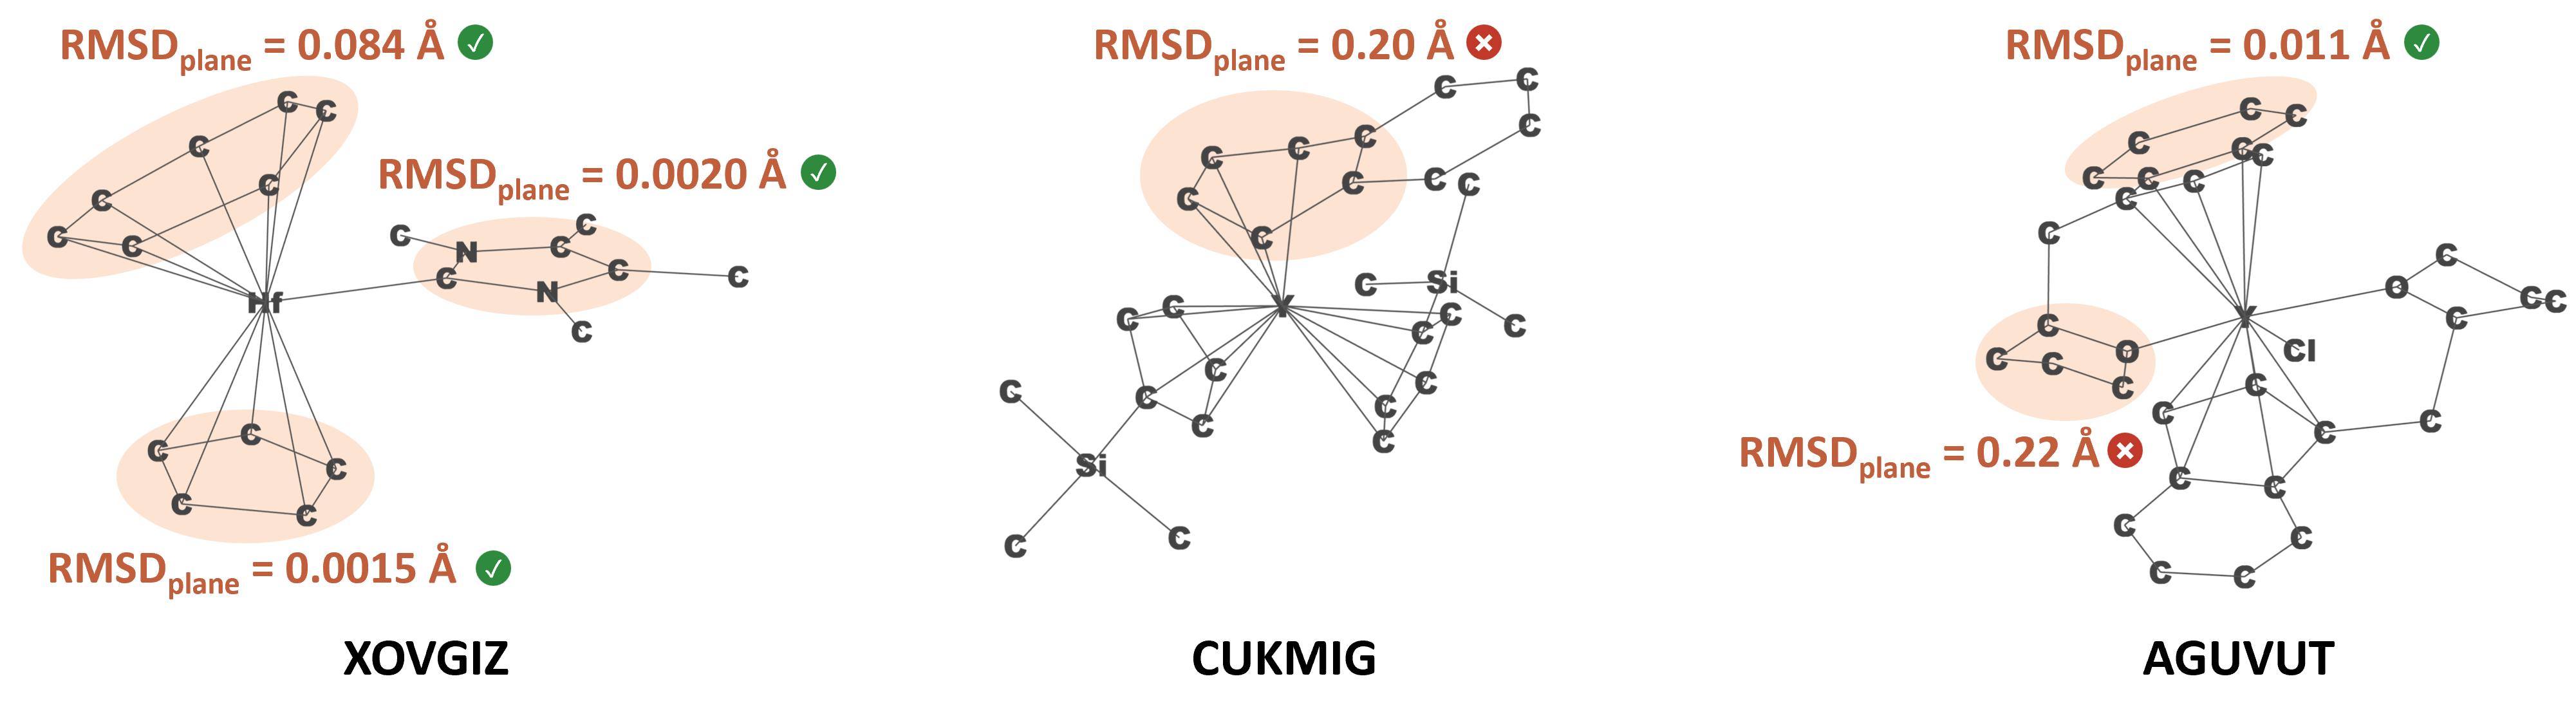 RMSDplane = 0.084 Å
C C
C
C
C
C C
RMSDplane = 0.0020 Å
C
C N C
C C
Hf N C
C
C
C C
C
C C
RMSDplane = 0.0015 Å
XOVGIZ
RMSDplane = 0.20 Å
C C
C
C C C
C C C C
C
Si
C
C C Y C C
C
C C
C C
C C
C
Si
C C
CUKMIG
RMSDplane = 0.011 Å
C C
C C C
C C C
C
C
C
O C C
C
Y
Cl
C O
C C
C
C
C C C
RMSDplane = 0.22 Å
C C
C C
C C
AGUVUT